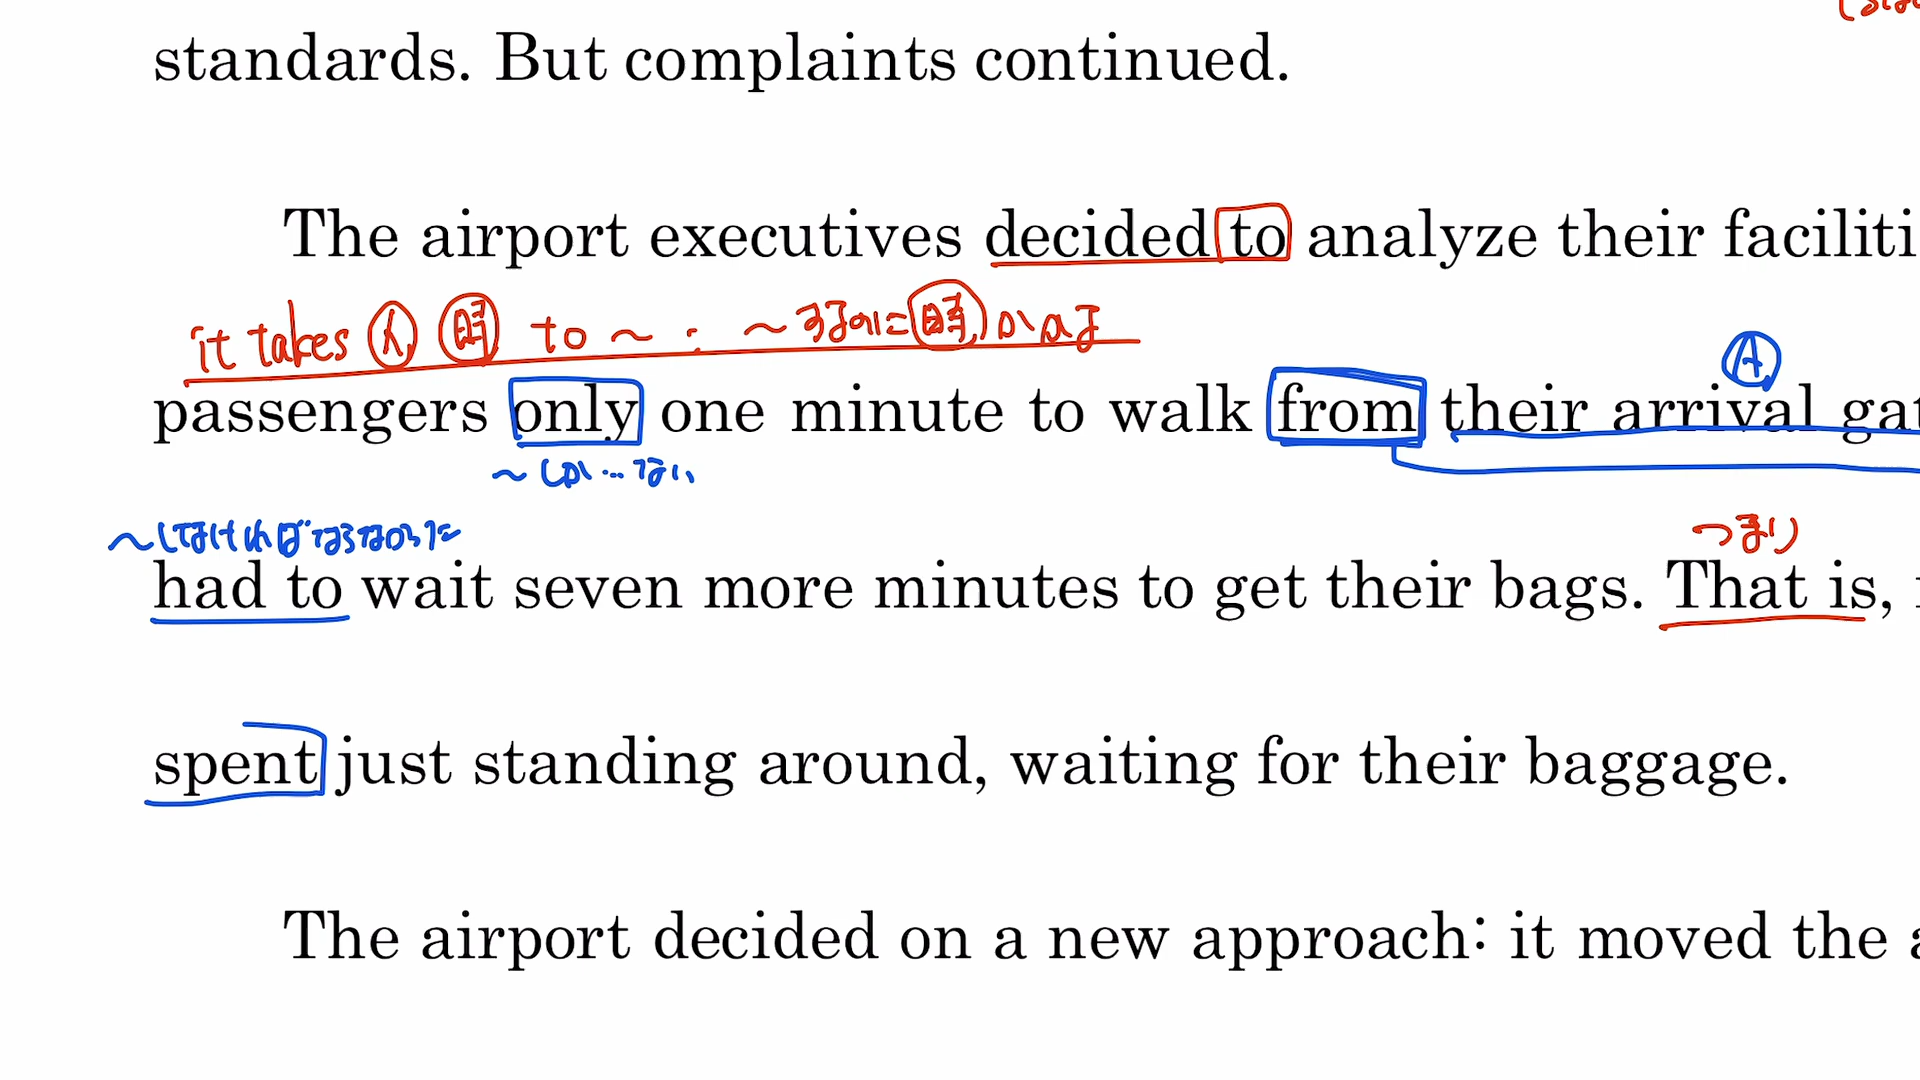 standards. But complaints continued.
The airport executives decided to analyze their faciliti
it takes 人 時 to ～ : ～するのに時かかる
A
passengers only one minute to walk from their arrival gat
～しか…ない
～しなければならなかった
つまり
had to wait seven more minutes to get their bags. That is,
spent just standing around, waiting for their baggage.
The airport decided on a new approach: it moved the a